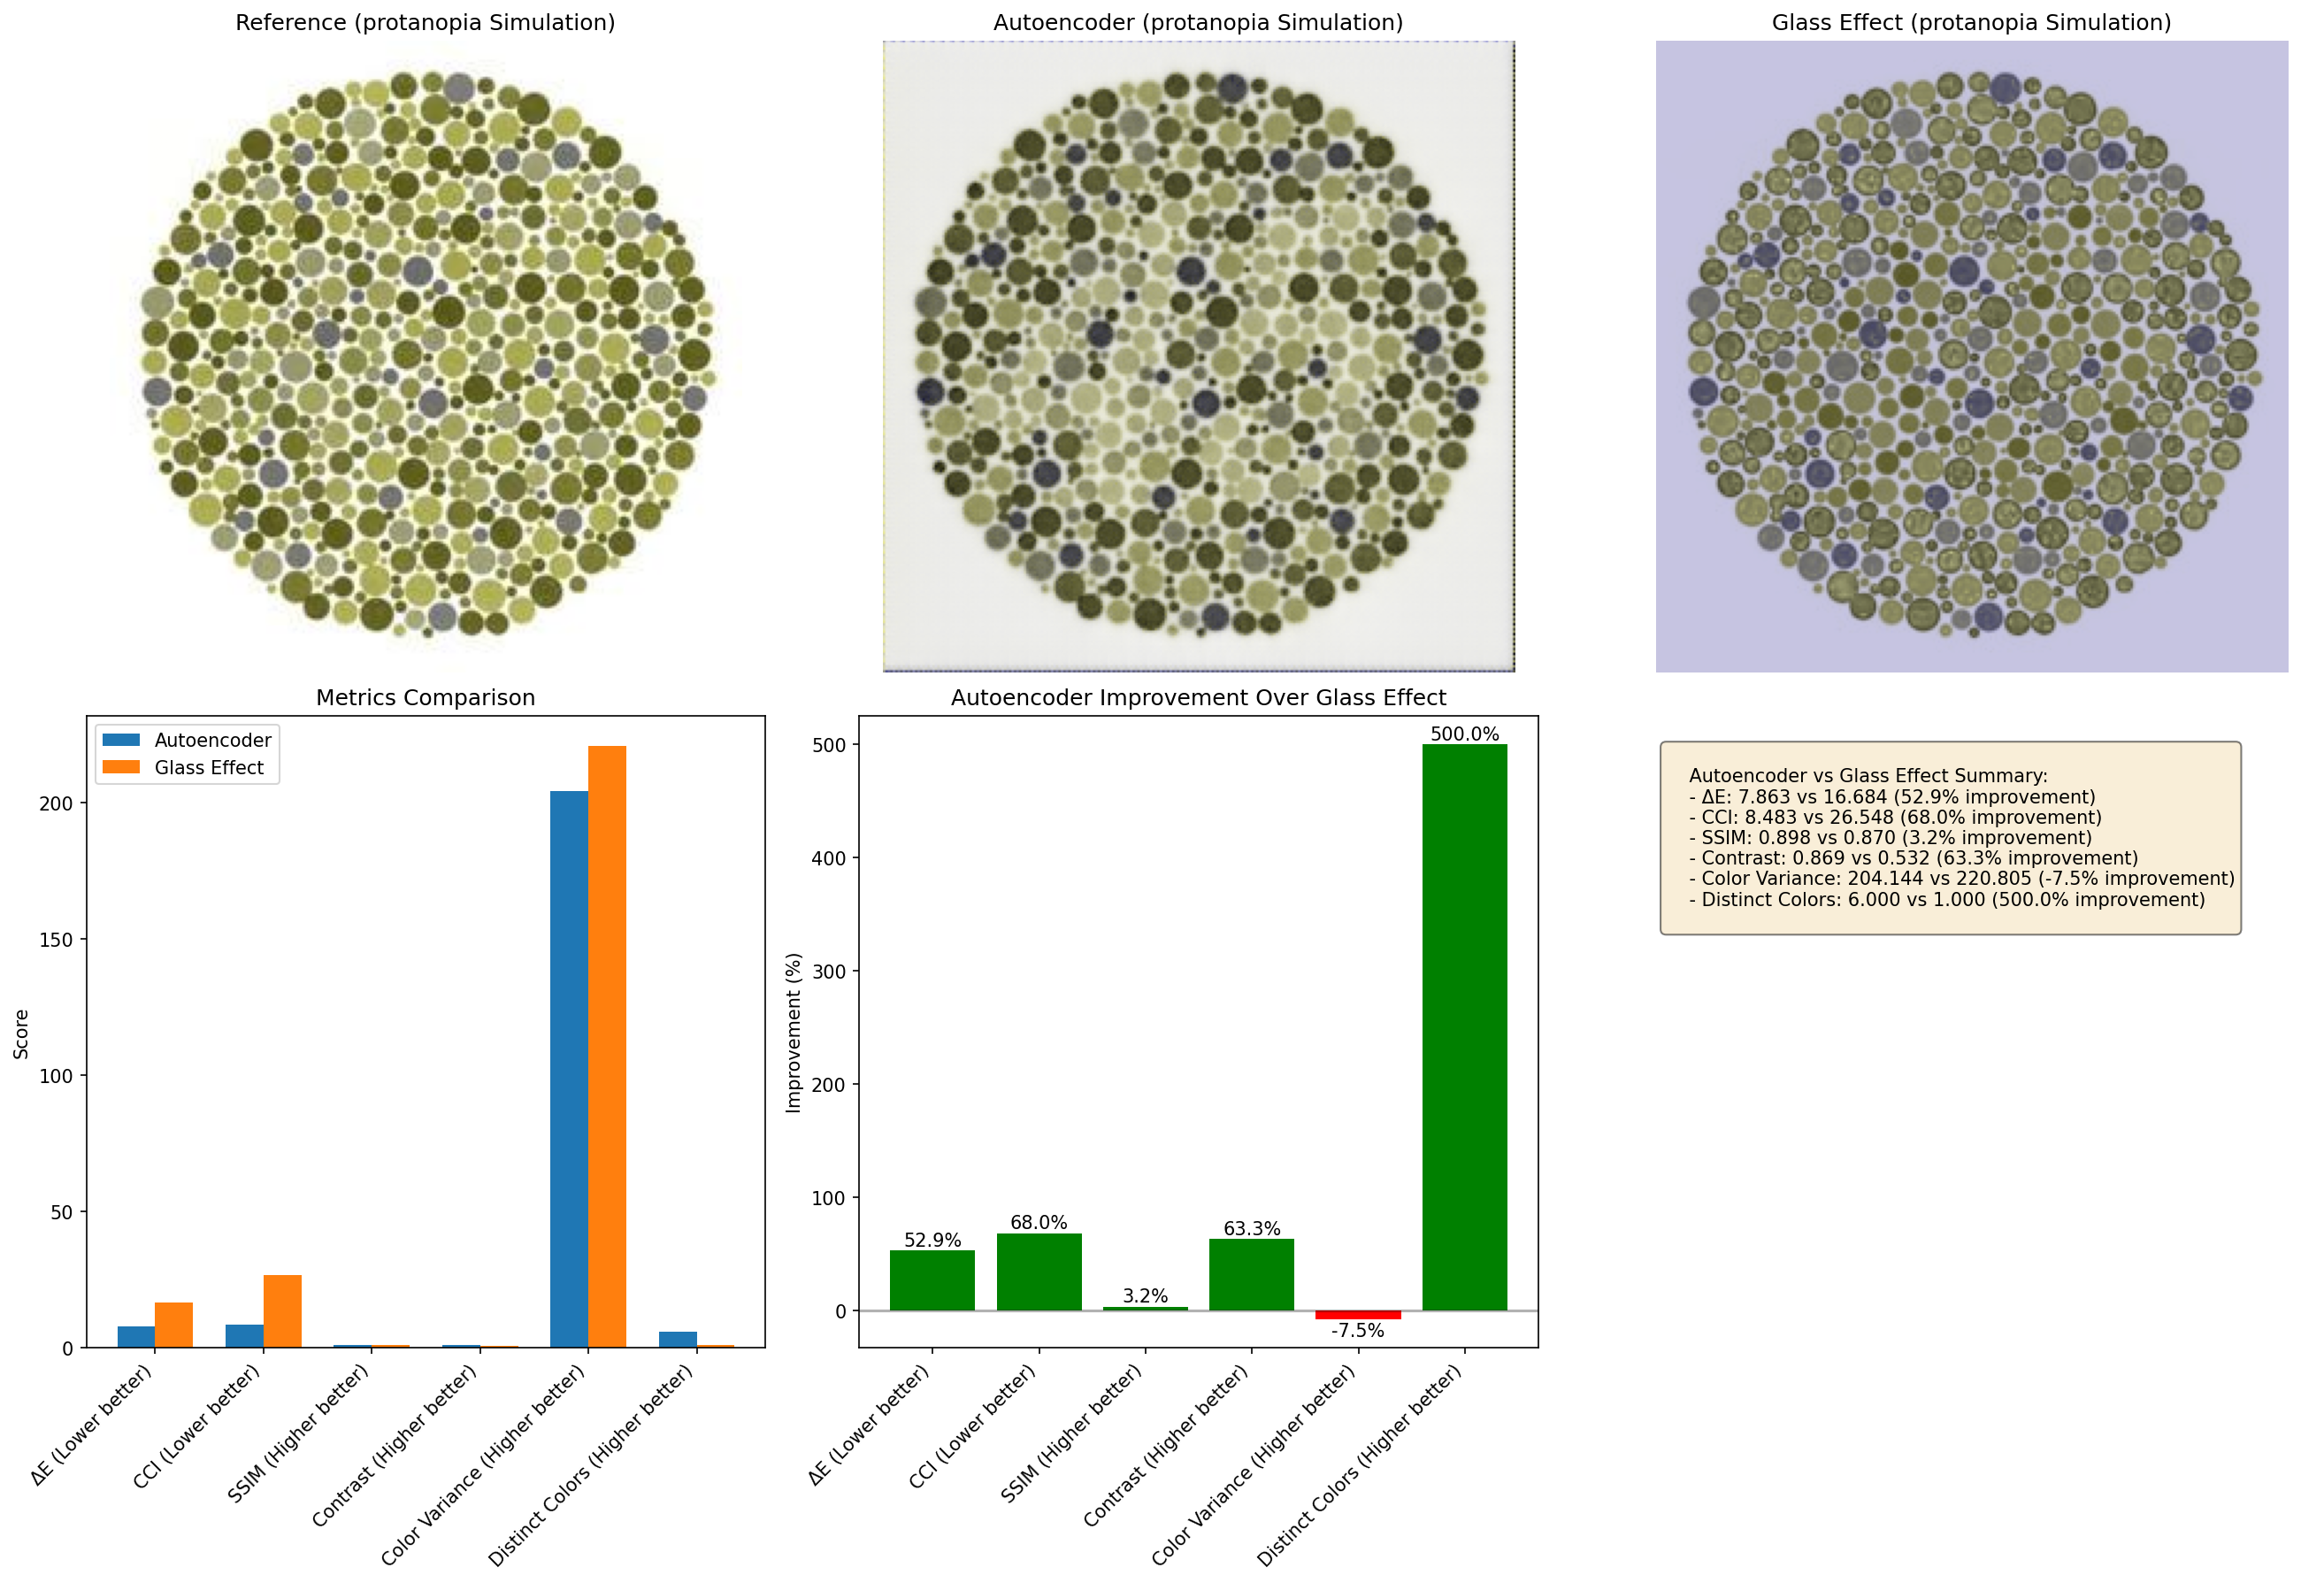 Reference (protanopia Simulation)
Autoencoder (protanopia Simulation)
Glass Effect (protanopia Simulation)
Metrics Comparison
Autoencoder
Glass Effect
Score
0
50
100
150
200
ΔE (Lower better)
CCI (Lower better)
SSIM (Higher better)
Contrast (Higher better)
Color Variance (Higher better)
Distinct Colors (Higher better)
Autoencoder Improvement Over Glass Effect
Improvement (%)
0
100
200
300
400
500
52.9%
68.0%
3.2%
63.3%
-7.5%
500.0%
ΔE (Lower better)
CCI (Lower better)
SSIM (Higher better)
Contrast (Higher better)
Color Variance (Higher better)
Distinct Colors (Higher better)
Autoencoder vs Glass Effect Summary:
- ΔE: 7.863 vs 16.684 (52.9% improvement)
- CCI: 8.483 vs 26.548 (68.0% improvement)
- SSIM: 0.898 vs 0.870 (3.2% improvement)
- Contrast: 0.869 vs 0.532 (63.3% improvement)
- Color Variance: 204.144 vs 220.805 (-7.5% improvement)
- Distinct Colors: 6.000 vs 1.000 (500.0% improvement)